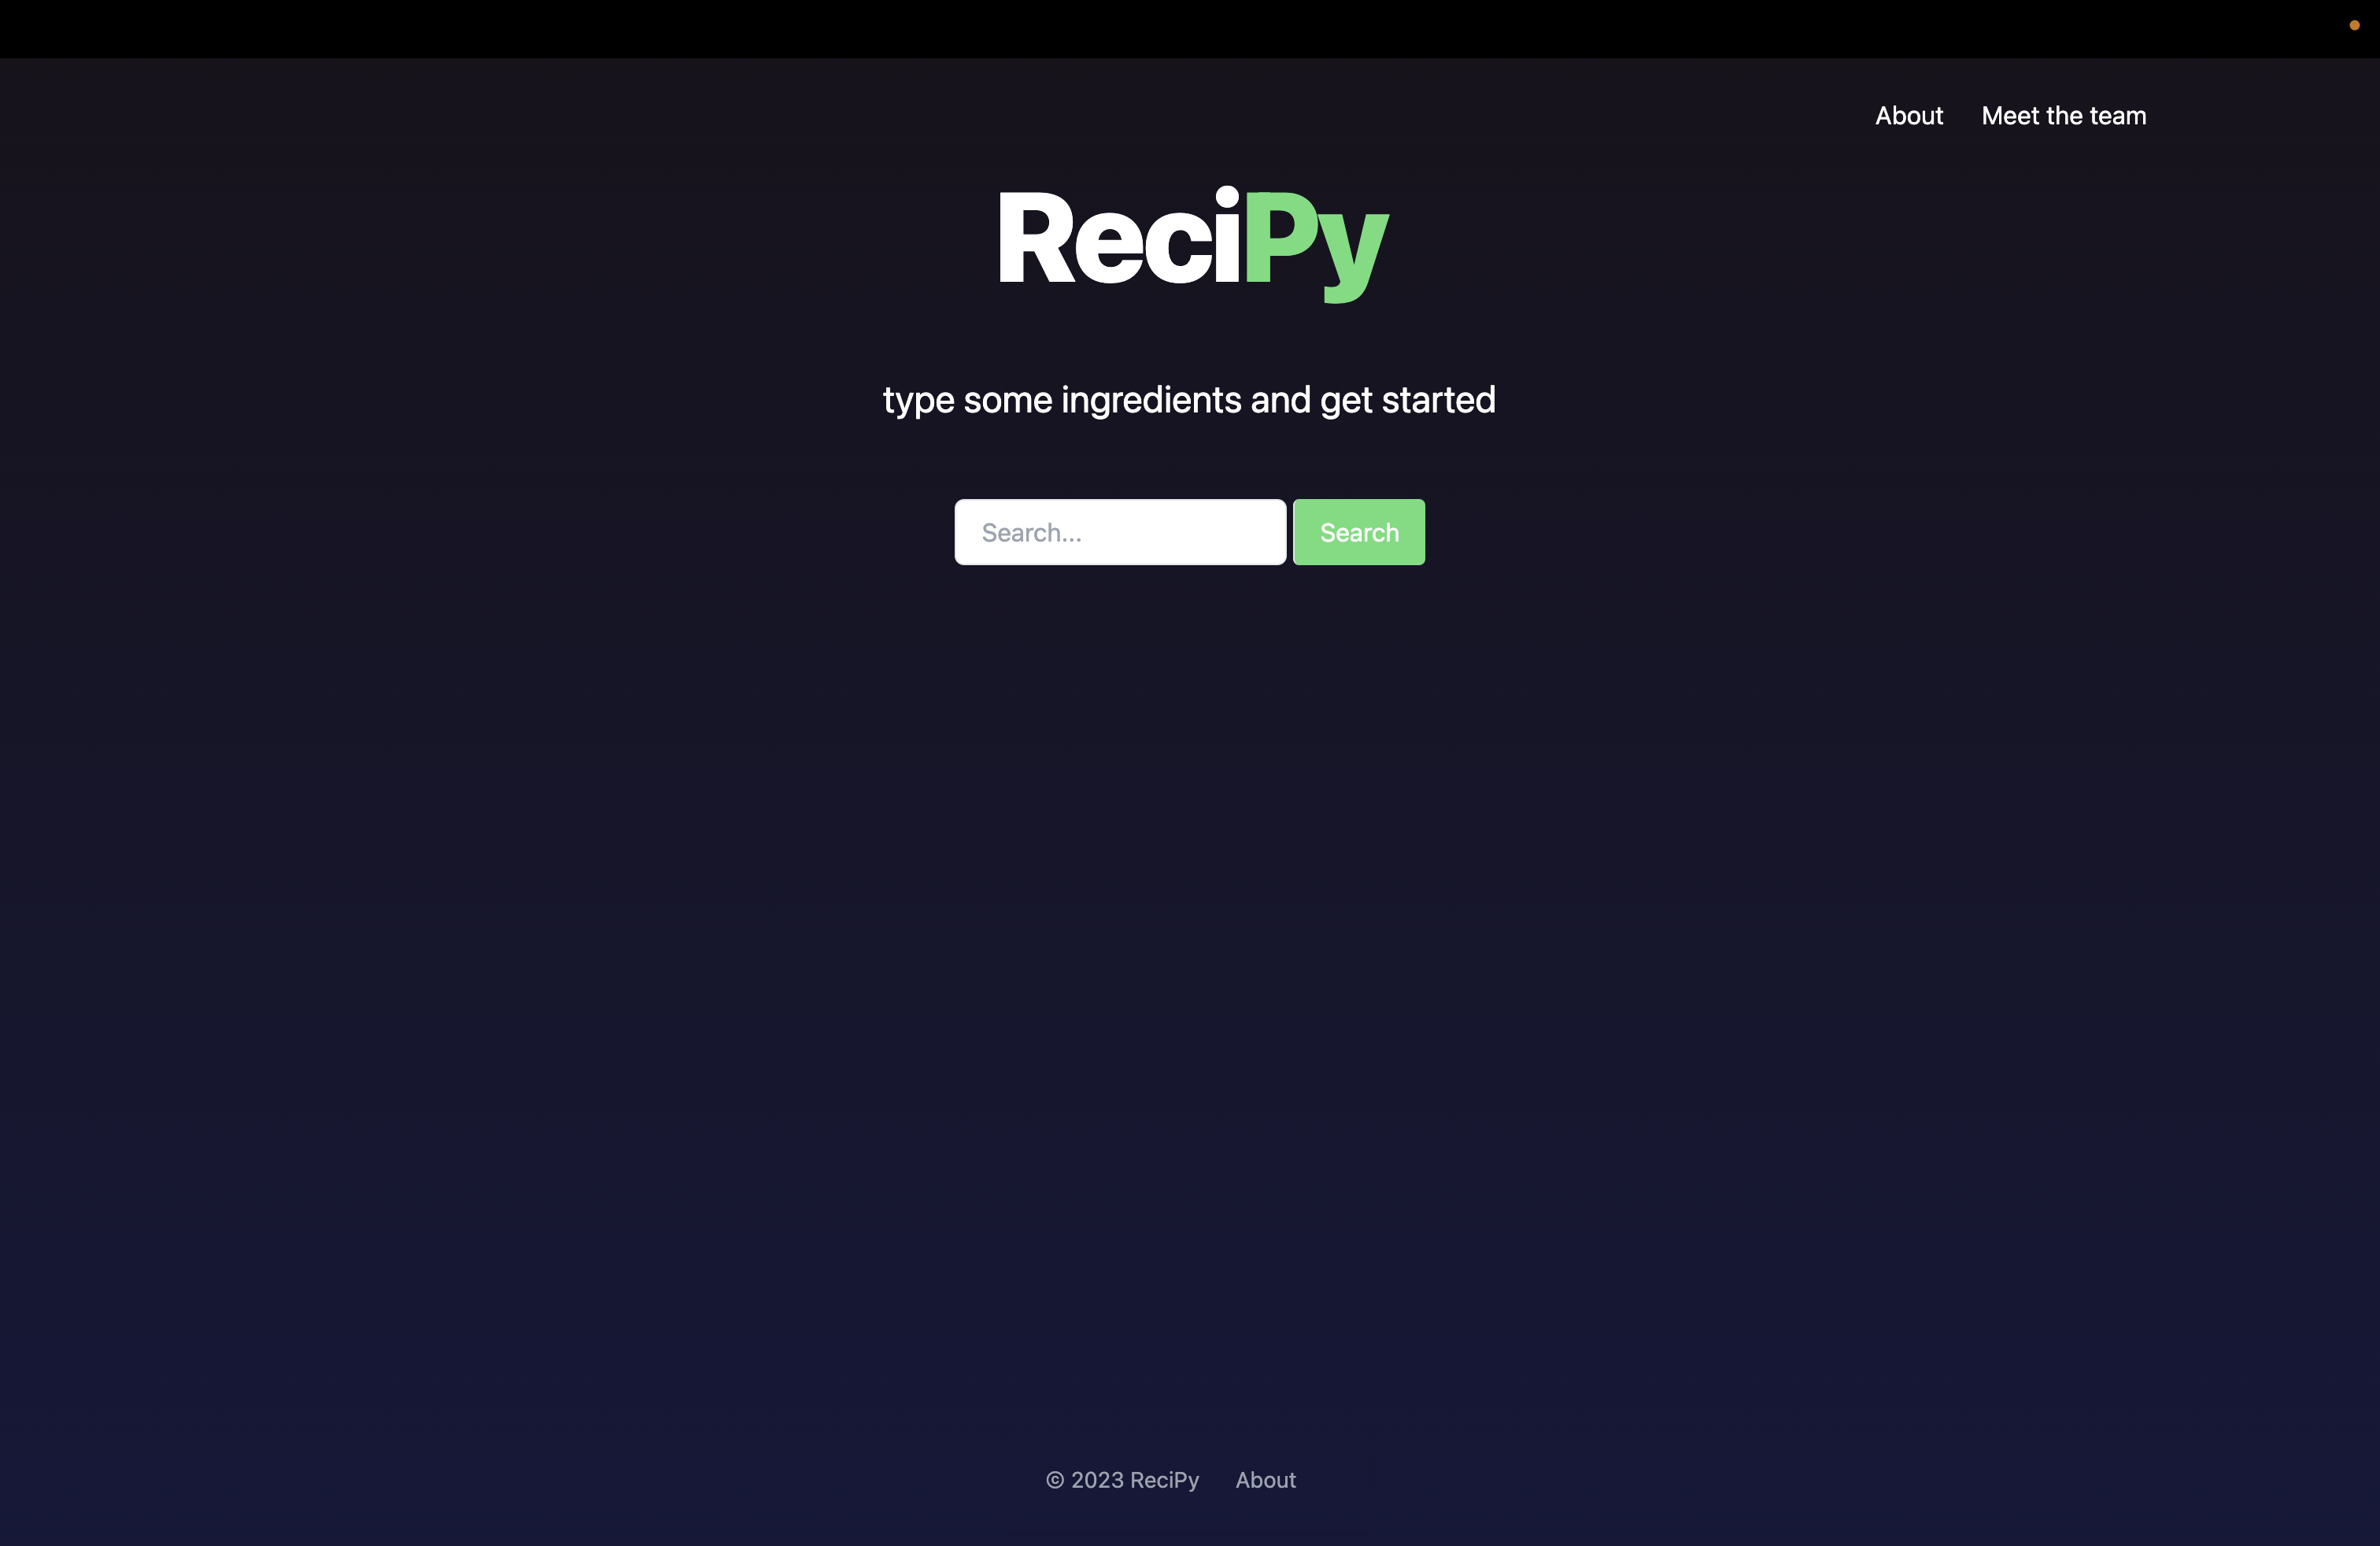 About Meet the team
ReciPy
type some ingredients and get started
Search... Search
© 2023 ReciPy About